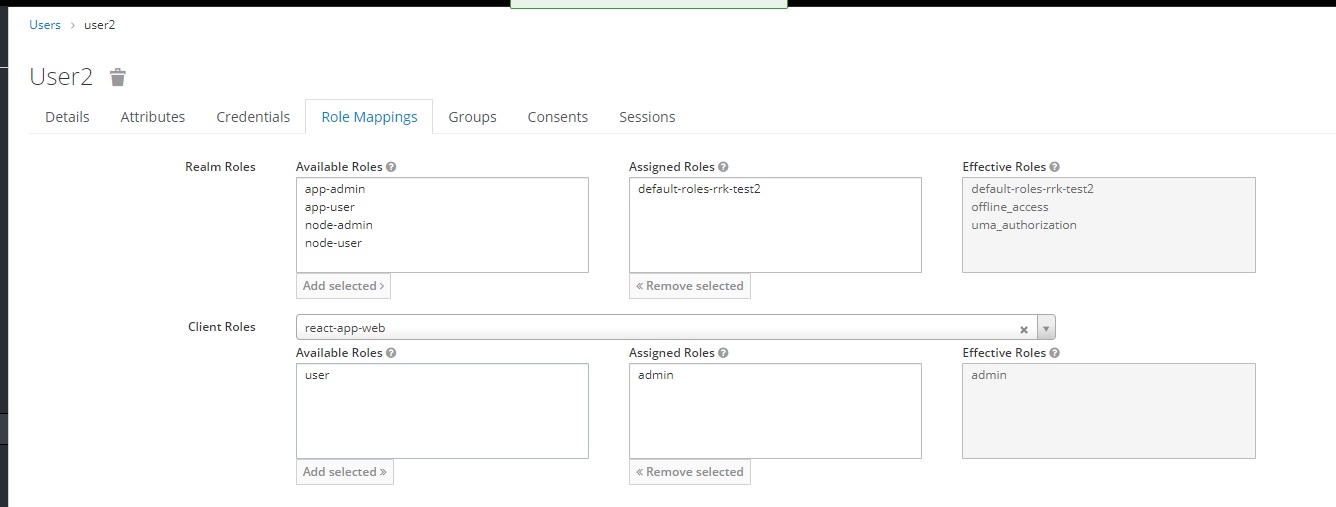 Users > user2
User2
Details Attributes Credentials Role Mappings Groups Consents Sessions
Realm Roles Available Roles Assigned Roles Effective Roles
app-admin default-roles-rrk-test2 default-roles-rrk-test2
app-user offline_access
node-admin uma_authorization
node-user
Add selected › « Remove selected
Client Roles react-app-web
Available Roles Assigned Roles Effective Roles
user admin admin
Add selected » « Remove selected